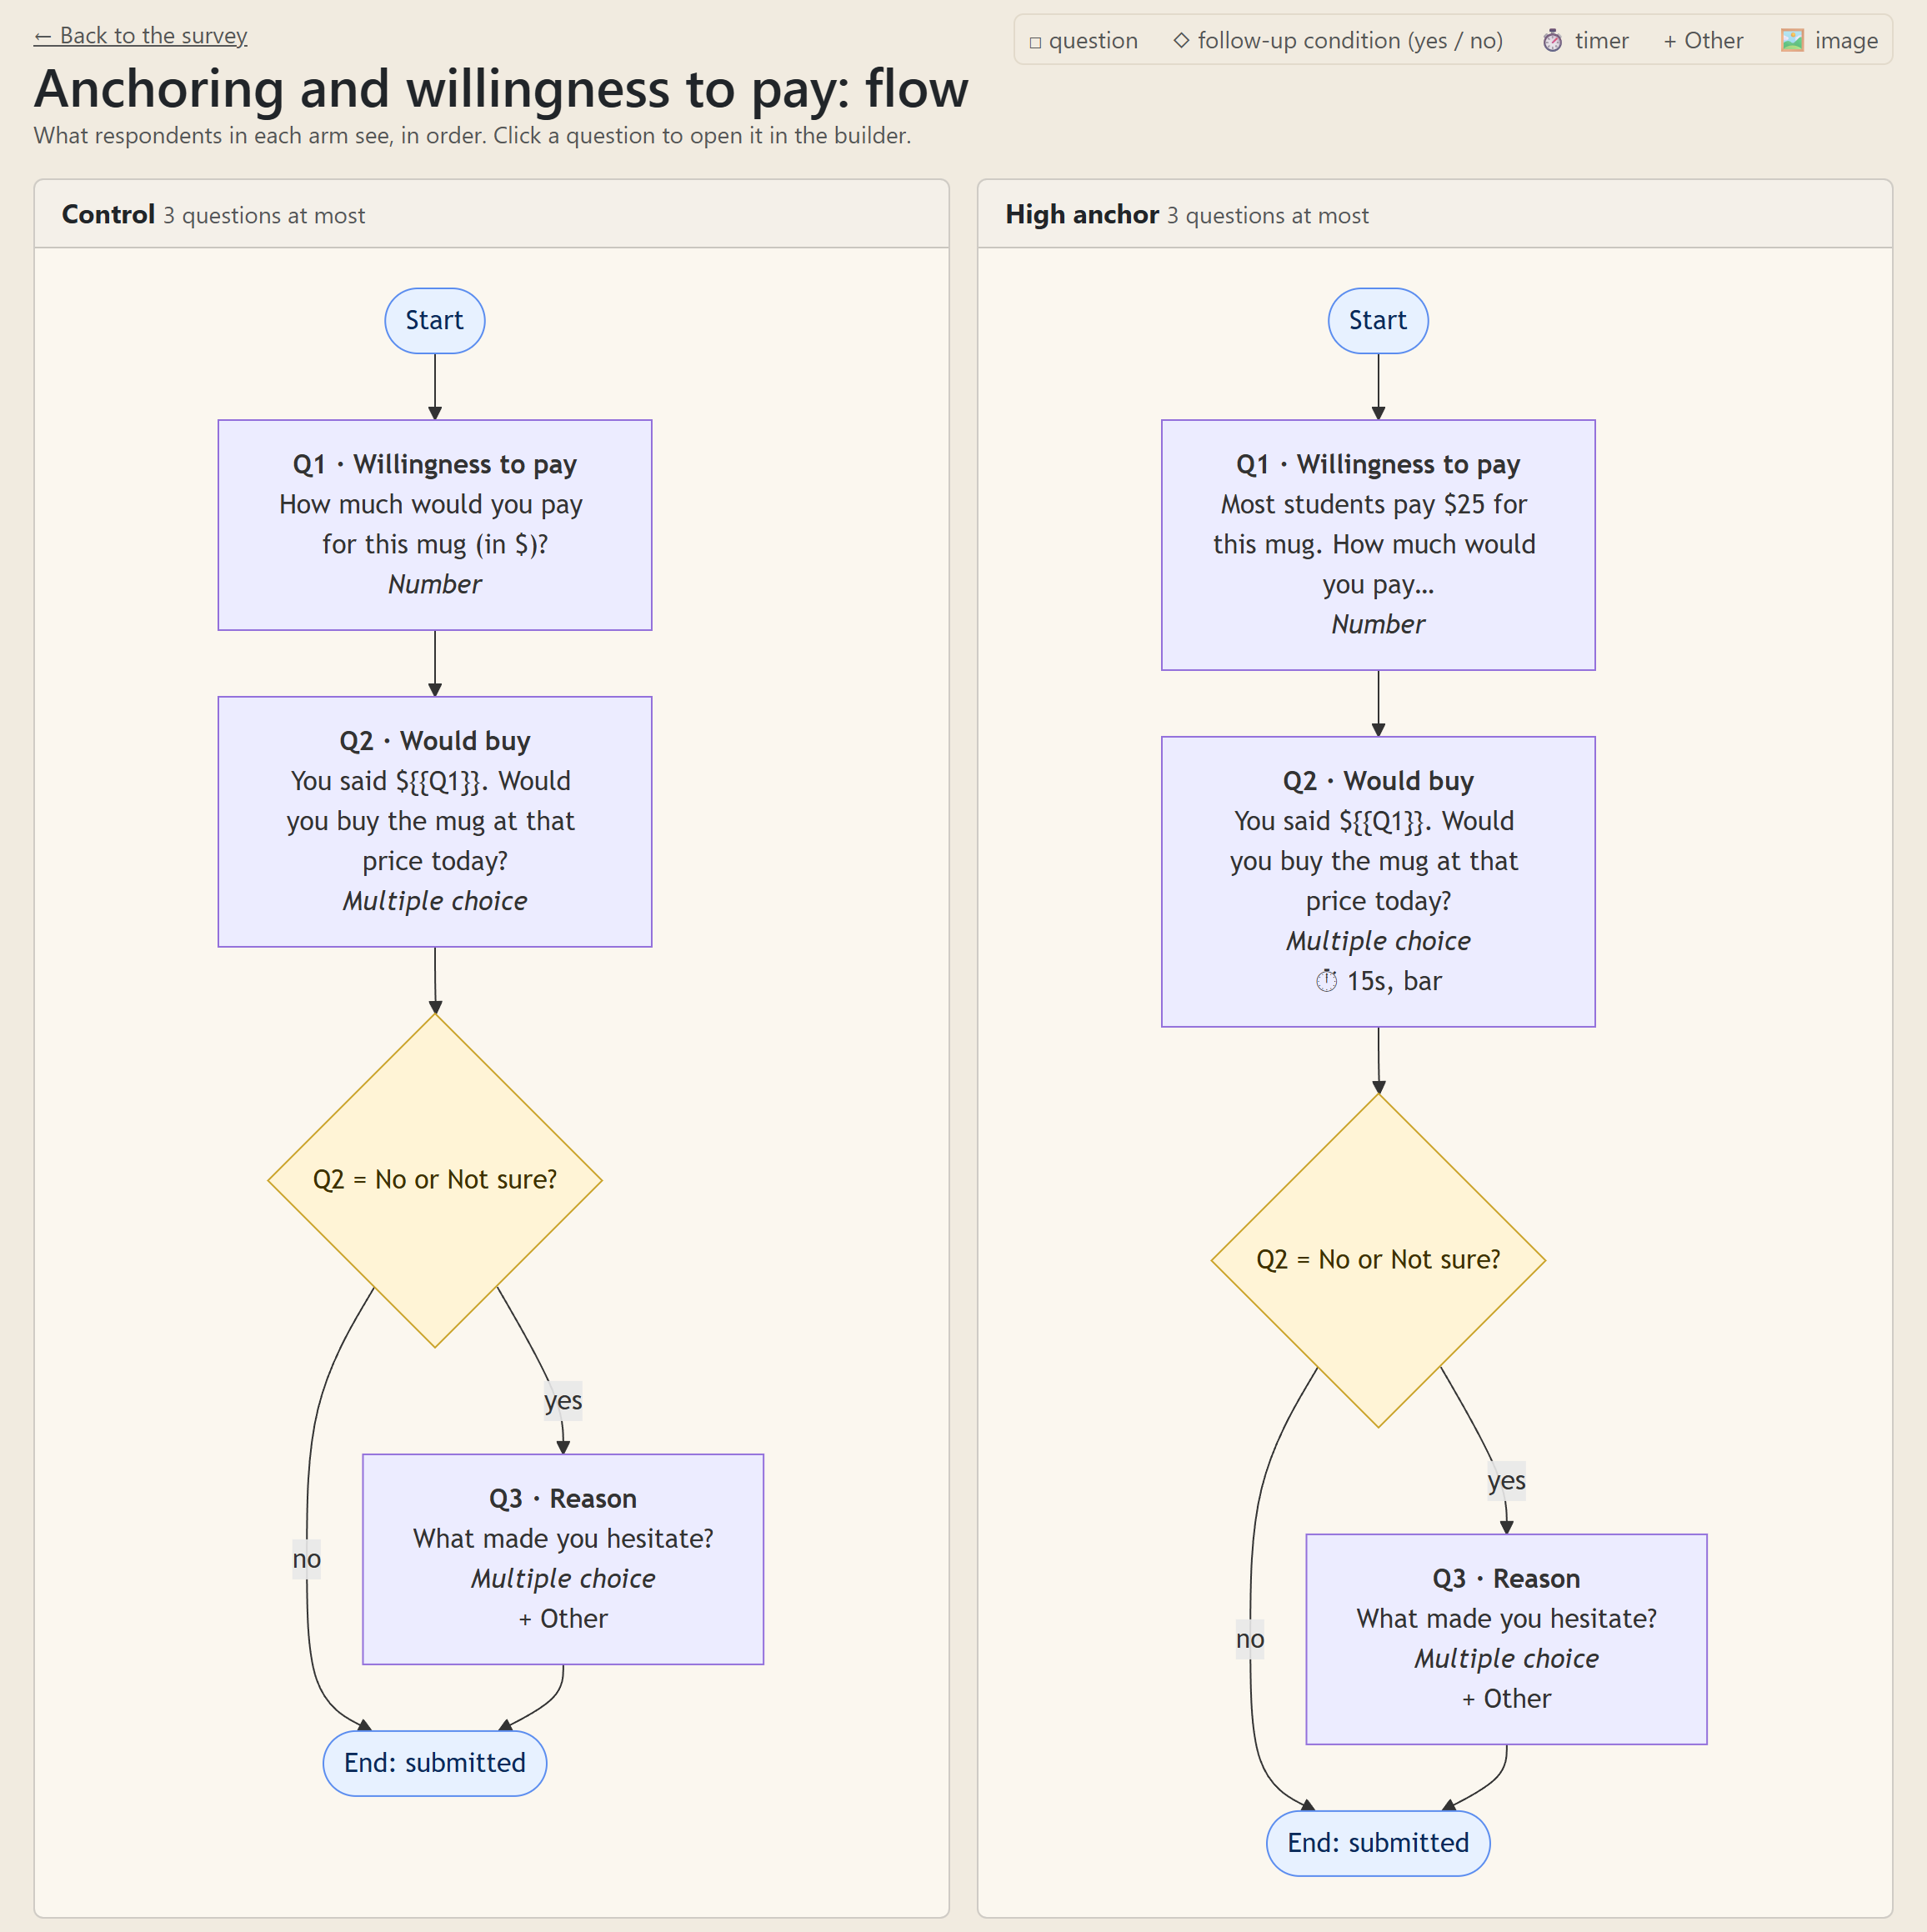 ← Back to the survey
□ question ◇ follow-up condition (yes / no) ⏱ timer + Other 🖼 image
Anchoring and willingness to pay: flow
What respondents in each arm see, in order. Click a question to open it in the builder.
Control 3 questions at most
Start
Q1 · Willingness to pay
How much would you pay
for this mug (in $)?
Number
Q2 · Would buy
You said ${{Q1}}. Would
you buy the mug at that
price today?
Multiple choice
Q2 = No or Not sure?
yes
Q3 · Reason
What made you hesitate?
Multiple choice
+ Other
no
End: submitted
High anchor 3 questions at most
Start
Q1 · Willingness to pay
Most students pay $25 for
this mug. How much would
you pay…
Number
Q2 · Would buy
You said ${{Q1}}. Would
you buy the mug at that
price today?
Multiple choice
⏱ 15s, bar
Q2 = No or Not sure?
yes
Q3 · Reason
What made you hesitate?
Multiple choice
+ Other
no
End: submitted